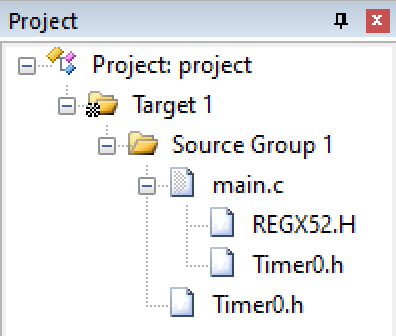 Project
Project: project
Target 1
Source Group 1
main.c
REGX52.H
Timer0.h
Timer0.h